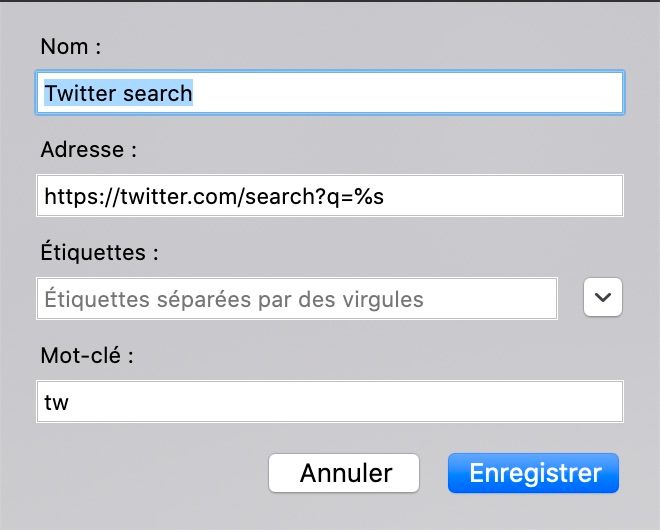 Nom :
Twitter search
Adresse :
https://twitter.com/search?q=%s
Étiquettes :
Étiquettes séparées par des virgules
Mot-clé :
tw
Annuler Enregistrer